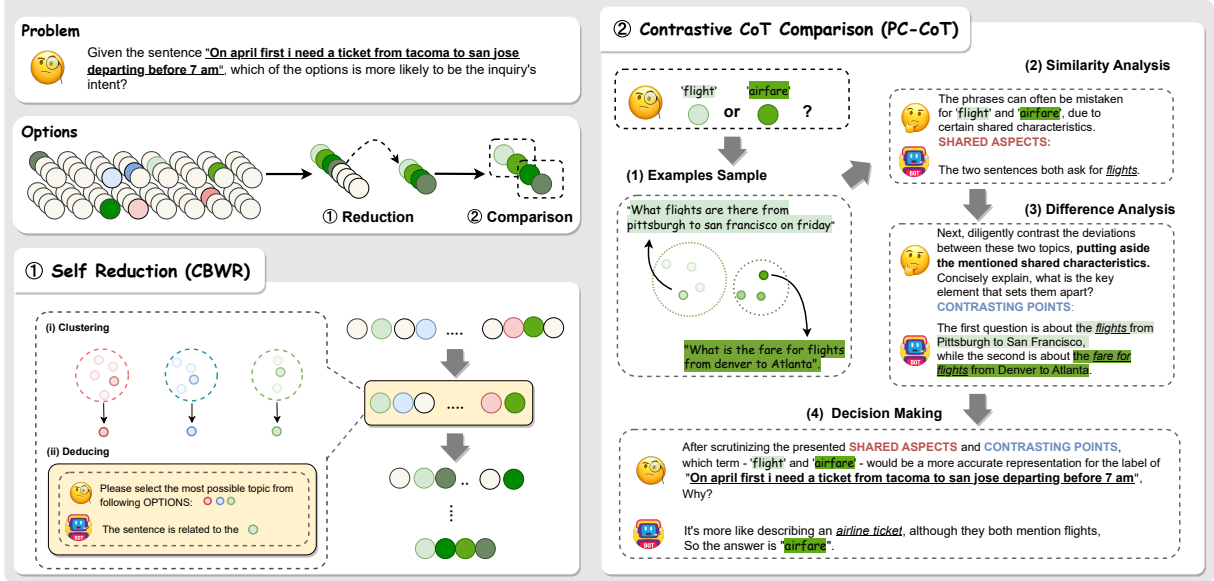 Problem
Given the sentence "On april first i need a ticket from tacoma to san jose
departing before 7 am", which of the options is more likely to be the inquiry's
intent?
Options
① Reduction
② Comparison
① Self Reduction (CBWR)
(i) Clustering
(ii) Deducing
Please select the most possible topic from
following OPTIONS:
BOT
The sentence is related to the
....
....
..
⋮
② Contrastive CoT Comparison (PC-CoT)
'flight'
'airfare'
or
?
(1) Examples Sample
"What flights are there from
pittsburgh to san francisco on friday"
"What is the fare for flights
from denver to Atlanta".
(2) Similarity Analysis
The phrases can often be mistaken
for 'flight' and 'airfare', due to
certain shared characteristics.
SHARED ASPECTS:
BOT
The two sentences both ask for flights.
(3) Difference Analysis
Next, diligently contrast the deviations
between these two topics, putting aside
the mentioned shared characteristics.
Concisely explain, what is the key
element that sets them apart?
CONTRASTING POINTS:
The first question is about the flights from
Pittsburgh to San Francisco,
BOT
while the second is about the fare for
flights from Denver to Atlanta.
(4) Decision Making
After scrutinizing the presented SHARED ASPECTS and CONTRASTING POINTS,
which term - 'flight' and 'airfare' - would be a more accurate representation for the label of
"On april first i need a ticket from tacoma to san jose departing before 7 am",
Why?
BOT
It's more like describing an airline ticket, although they both mention flights,
So the answer is "airfare".